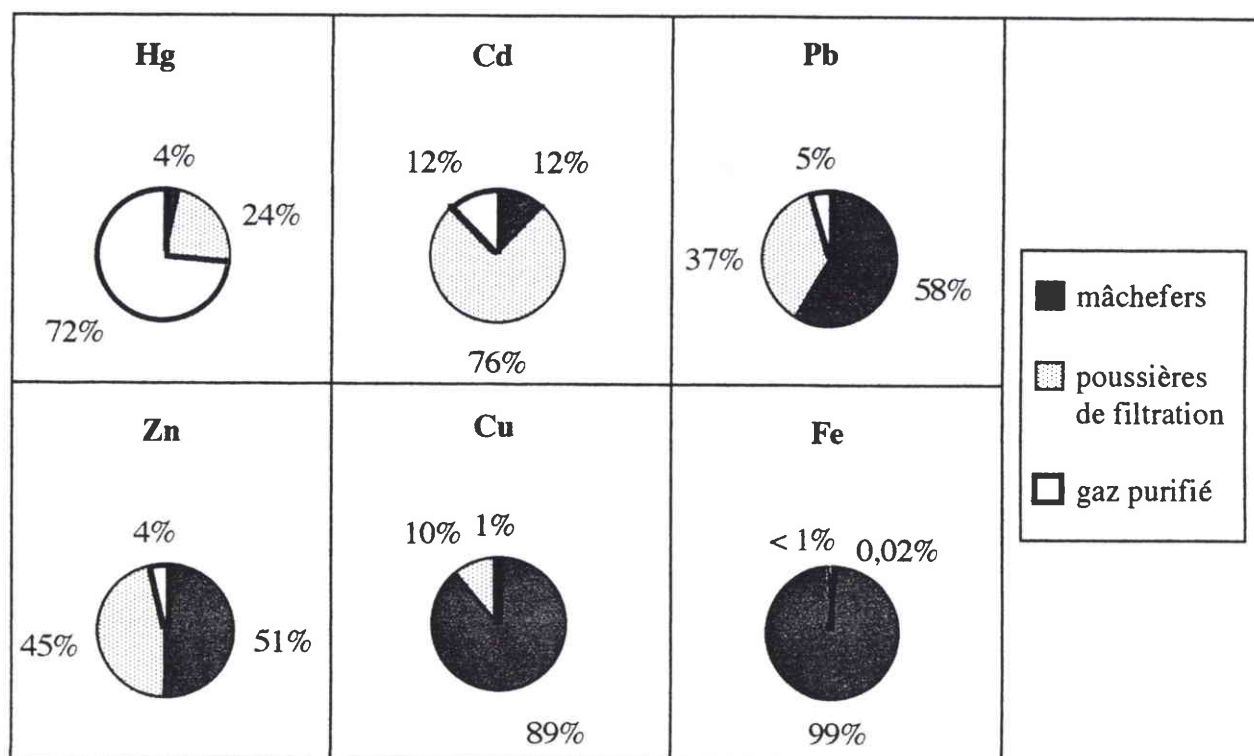 Hg
4%
24%
72%
Cd
12% 12%
76%
Pb
5%
37%
58%
Zn
4%
45%
51%
Cu
10% 1%
89%
Fe
< 1% 0,02%
99%
mâchefers
poussières
de filtration
gaz purifié